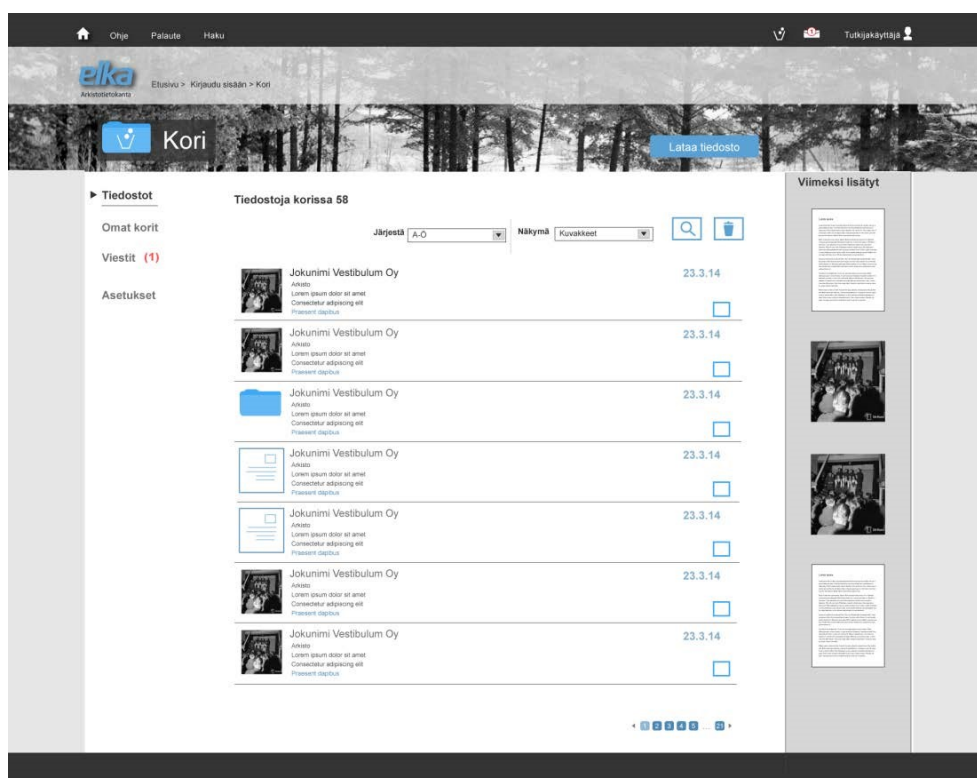 Ohje Palaute Haku
1
Tutkijakäyttäjä
elka
Arkistotietokanta
Etusivu > Kirjaudu sisään > Kori
Kori
Lataa tiedosto
Tiedostot
Omat korit
Viestit (1)
Asetukset
Tiedostoja korissa 58
Järjestä A-Ö
Näkymä Kuvakkeet
Jokunimi Vestibulum Oy 23.3.14
Arkisto
Lorem ipsum dolor sit amet
Consectetur adipiscing elit
Praesent dapibus
Jokunimi Vestibulum Oy 23.3.14
Arkisto
Lorem ipsum dolor sit amet
Consectetur adipiscing elit
Praesent dapibus
Jokunimi Vestibulum Oy 23.3.14
Arkisto
Lorem ipsum dolor sit amet
Consectetur adipiscing elit
Praesent dapibus
Jokunimi Vestibulum Oy 23.3.14
Arkisto
Lorem ipsum dolor sit amet
Consectetur adipiscing elit
Praesent dapibus
Jokunimi Vestibulum Oy 23.3.14
Arkisto
Lorem ipsum dolor sit amet
Consectetur adipiscing elit
Praesent dapibus
Jokunimi Vestibulum Oy 23.3.14
Arkisto
Lorem ipsum dolor sit amet
Consectetur adipiscing elit
Praesent dapibus
Jokunimi Vestibulum Oy 23.3.14
Arkisto
Lorem ipsum dolor sit amet
Consectetur adipiscing elit
Praesent dapibus
1 2 3 4 5 ... 21
Viimeksi lisätyt